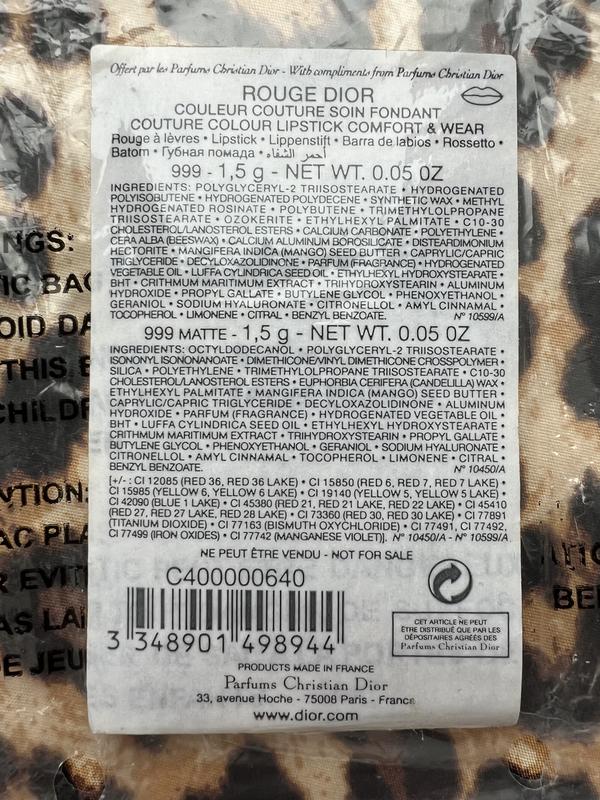 Offert par les Parfums Christian Dior - With compliments from Parfums Christian Dior
ROUGE DIOR
COULEUR COUTURE SOIN FONDANT
COUTURE COLOUR LIPSTICK COMFORT & WEAR
Rouge à lèvres • Lipstick • Lippenstift • Barra de labios • Rossetto •
Batom • Губная помада • أحمر الشفاه
999 - 1,5 g - NET WT. 0.05 OZ
INGREDIENTS: POLYGLYCERYL-2 TRIISOSTEARATE • HYDROGENATED
POLYISOBUTENE • HYDROGENATED POLYDECENE • SYNTHETIC WAX • METHYL
HYDROGENATED ROSINATE • POLYBUTENE • TRIMETHYLOLPROPANE
TRIISOSTEARATE • OZOKERITE • ETHYLHEXYL PALMITATE • C10-30
CHOLESTEROL/LANOSTEROL ESTERS • CALCIUM CARBONATE • POLYETHYLENE •
CERA ALBA (BEESWAX) • CALCIUM ALUMINUM BOROSILICATE • DISTEARDIMONIUM
HECTORITE • MANGIFERA INDICA (MANGO) SEED BUTTER • CAPRYLIC/CAPRIC
TRIGLYCERIDE • DECYLOXAZOLIDINONE • PARFUM (FRAGRANCE) • HYDROGENATED
VEGETABLE OIL • LUFFA CYLINDRICA SEED OIL • ETHYLHEXYL HYDROXYSTEARATE •
BHT • CRITHMUM MARITIMUM EXTRACT • TRIHYDROXYSTEARIN • ALUMINUM
HYDROXIDE • PROPYL GALLATE • BUTYLENE GLYCOL • PHENOXYETHANOL •
GERANIOL • SODIUM HYALURONATE • CITRONELLOL • AMYL CINNAMAL •
TOCOPHEROL • LIMONENE • CITRAL • BENZYL BENZOATE. N° 10599/A
999 MATTE - 1,5 g - NET WT. 0.05 OZ
INGREDIENTS: OCTYLDODECANOL • POLYGLYCERYL-2 TRIISOSTEARATE •
ISONONYL ISONONANOATE • DIMETHICONE/VINYL DIMETHICONE CROSSPOLYMER •
SILICA • POLYETHYLENE • TRIMETHYLOLPROPANE TRIISOSTEARATE • C10-30
CHOLESTEROL/LANOSTEROL ESTERS • EUPHORBIA CERIFERA (CANDELILLA) WAX •
ETHYLHEXYL PALMITATE • MANGIFERA INDICA (MANGO) SEED BUTTER •
CAPRYLIC/CAPRIC TRIGLYCERIDE • DECYLOXAZOLIDINONE • ALUMINUM
HYDROXIDE • PARFUM (FRAGRANCE) • HYDROGENATED VEGETABLE OIL •
BHT • LUFFA CYLINDRICA SEED OIL • ETHYLHEXYL HYDROXYSTEARATE •
CRITHMUM MARITIMUM EXTRACT • TRIHYDROXYSTEARIN • PROPYL GALLATE •
BUTYLENE GLYCOL • PHENOXYETHANOL • GERANIOL • SODIUM HYALURONATE •
CITRONELLOL • AMYL CINNAMAL • TOCOPHEROL • LIMONENE • CITRAL •
BENZYL BENZOATE. N° 10450/A
[+/- : CI 12085 (RED 36, RED 36 LAKE) • CI 15850 (RED 6, RED 7, RED 7 LAKE) •
CI 15985 (YELLOW 6, YELLOW 6 LAKE) • CI 19140 (YELLOW 5, YELLOW 5 LAKE) •
CI 42090 (BLUE 1 LAKE) • CI 45380 (RED 21, RED 21 LAKE, RED 22 LAKE) • CI 45410
(RED 27, RED 27 LAKE, RED 28 LAKE) • CI 73360 (RED 30, RED 30 LAKE) • CI 77891
(TITANIUM DIOXIDE) • CI 77163 (BISMUTH OXYCHLORIDE) • CI 77491, CI 77492,
CI 77499 (IRON OXIDES) • CI 77742 (MANGANESE VIOLET)]. N° 10450/A - N° 10599/A
NE PEUT ÊTRE VENDU - NOT FOR SALE
C400000640
3 348901 498944
CET ARTICLE NE PEUT
ÊTRE DISTRIBUÉ QUE PAR LES
DÉPOSITAIRES AGRÉÉS
Parfums Christian Dior
PRODUCTS MADE IN FRANCE
Parfums Christian Dior
33, avenue Hoche - 75008 Paris - France
www.dior.com
NGS:
TIC BAG
OID DA
THIS
CHILDR
NTION:
AC PLA
R EVIT
AS LAI
DE JEU